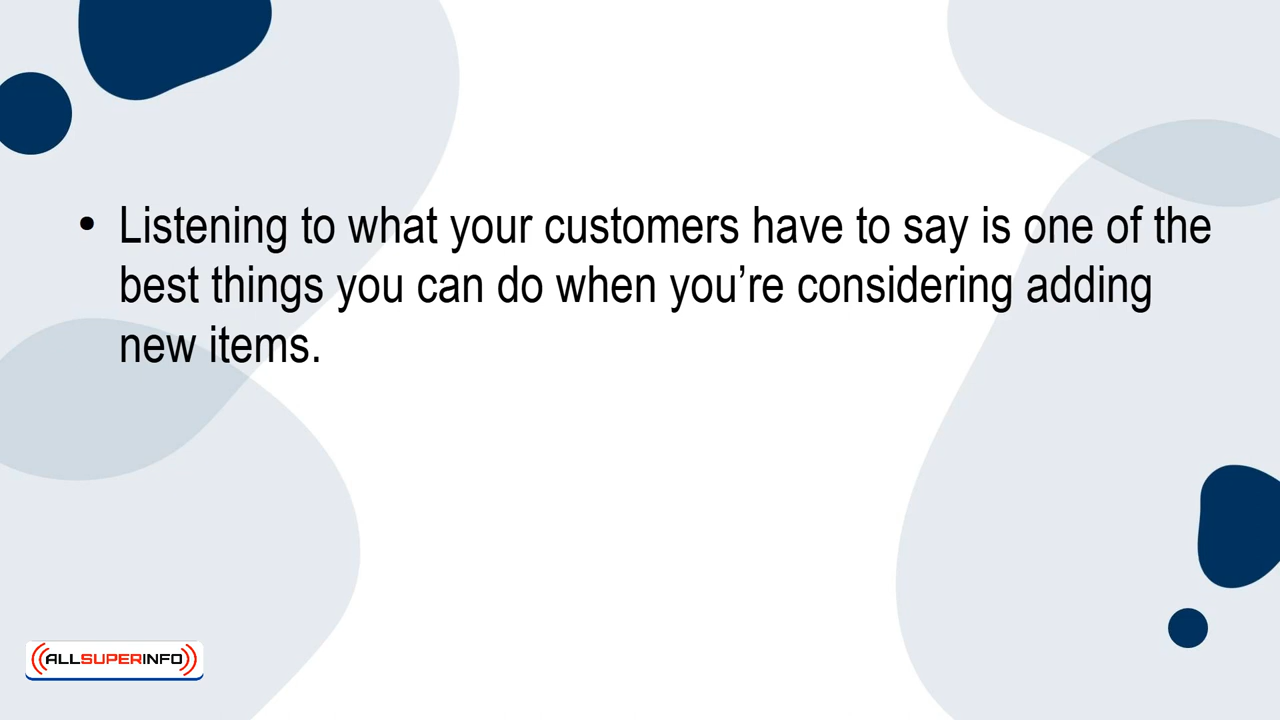 • Listening to what your customers have to say is one of the
best things you can do when you’re considering adding
new items.
ALLSUPERINFO